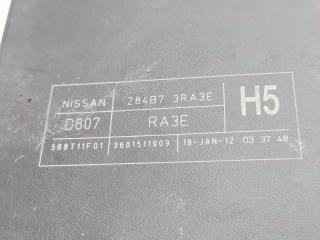 NISSAN 284B7 3RA3E H5
D807 RA3E
588T11F01 3601511909 19-JAN-12 03 37 48